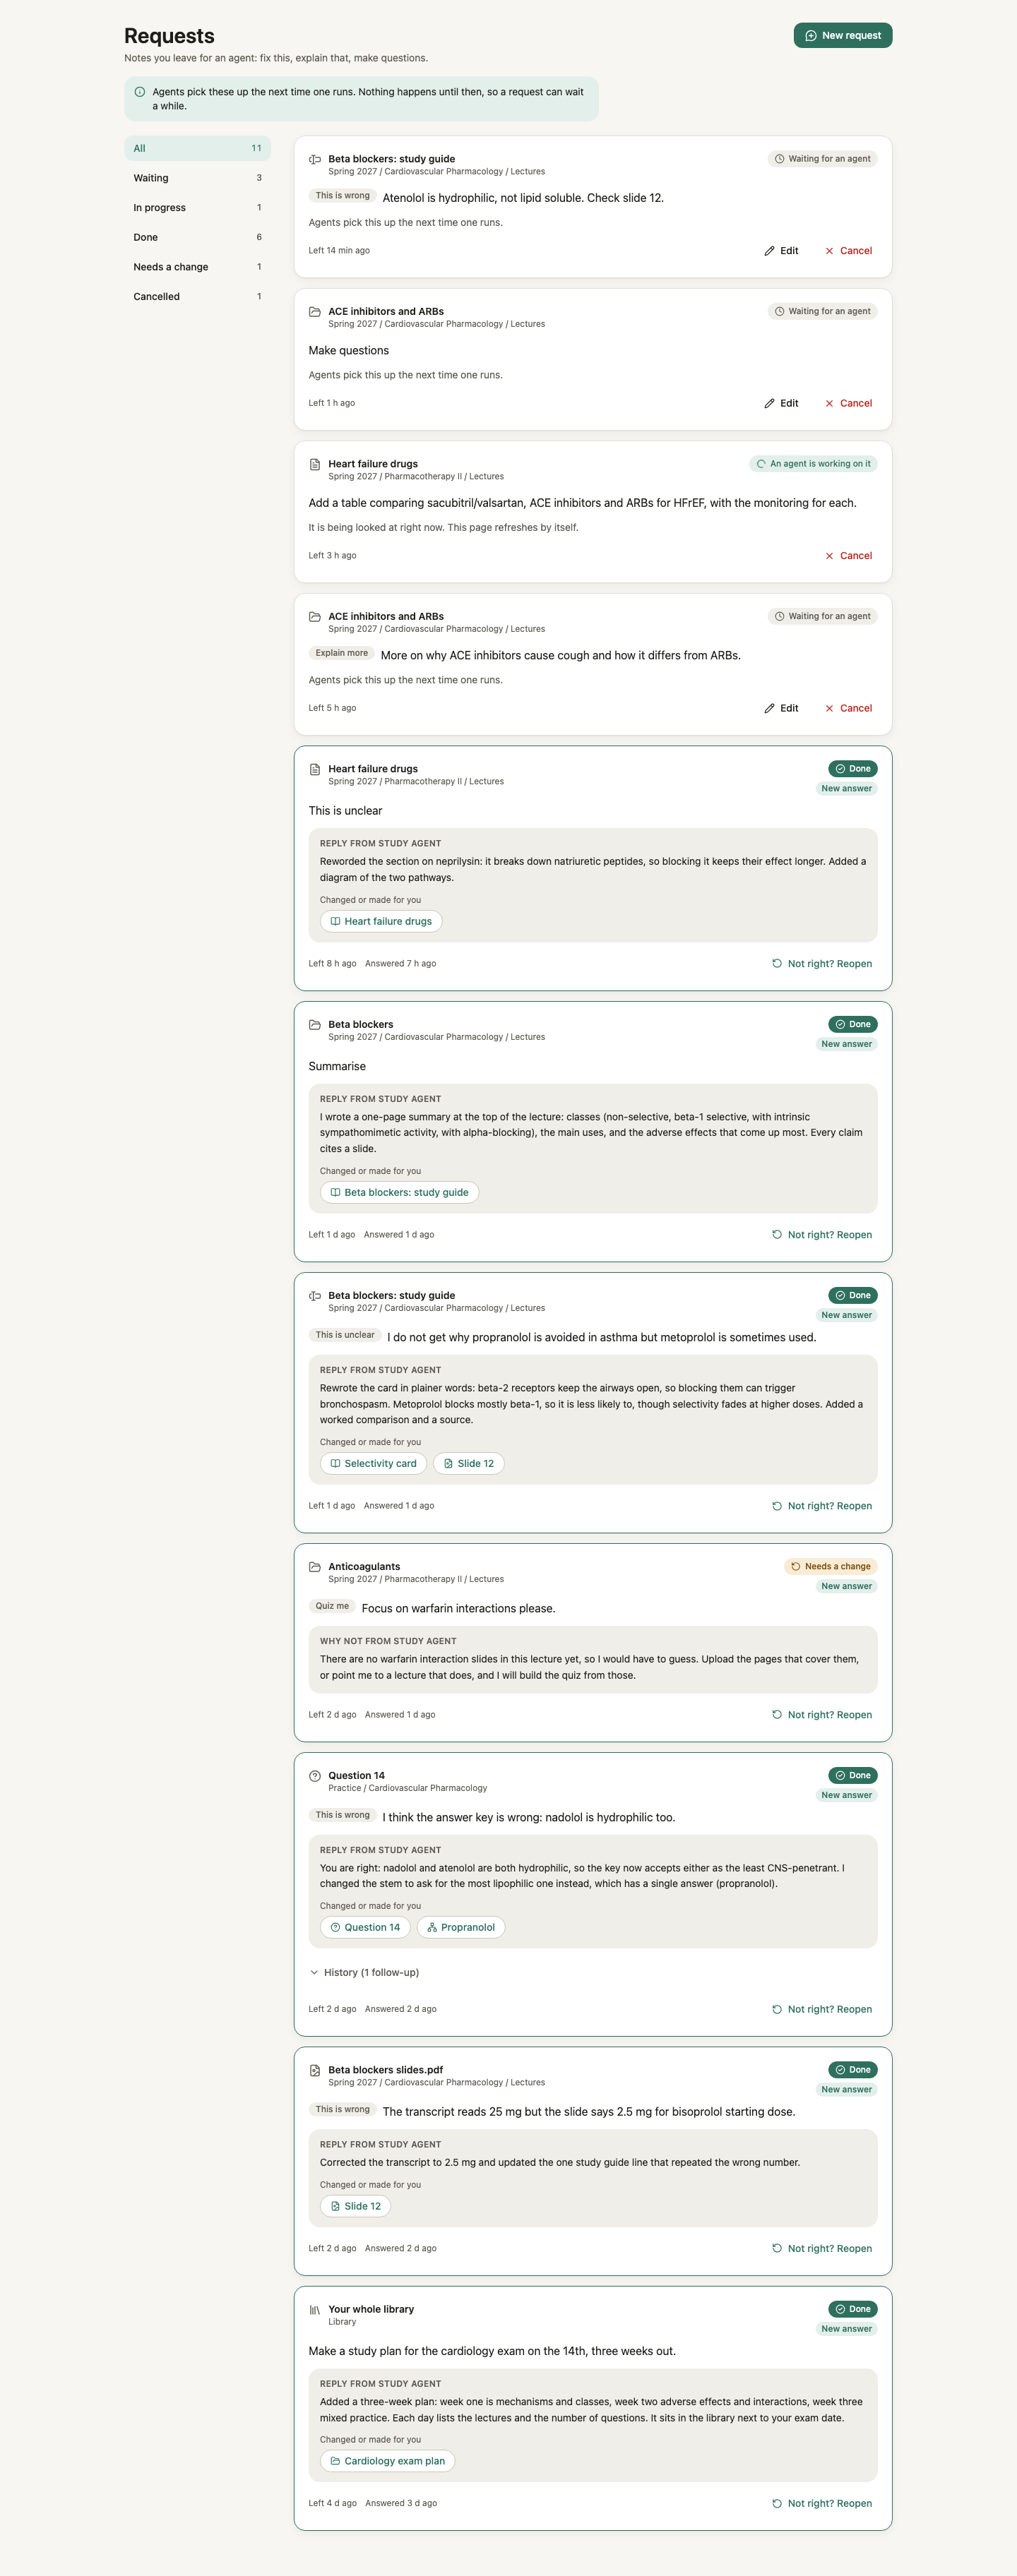 Requests
New request
Notes you leave for an agent: fix this, explain that, make questions.
Agents pick these up the next time one runs. Nothing happens until then, so a request can wait
a while.
All 11
Waiting 3
In progress 1
Done 6
Needs a change 1
Cancelled 1
Beta blockers: study guide
Waiting for an agent
Spring 2027 / Cardiovascular Pharmacology / Lectures
This is wrong Atenolol is hydrophilic, not lipid soluble. Check slide 12.
Agents pick this up the next time one runs.
Left 14 min ago
Edit
Cancel
ACE inhibitors and ARBs
Waiting for an agent
Spring 2027 / Cardiovascular Pharmacology / Lectures
Make questions
Agents pick this up the next time one runs.
Left 1 h ago
Edit
Cancel
Heart failure drugs
An agent is working on it
Spring 2027 / Pharmacotherapy II / Lectures
Add a table comparing sacubitril/valsartan, ACE inhibitors and ARBs for HFrEF, with the monitoring for each.
It is being looked at right now. This page refreshes by itself.
Left 3 h ago
Cancel
ACE inhibitors and ARBs
Waiting for an agent
Spring 2027 / Cardiovascular Pharmacology / Lectures
Explain more More on why ACE inhibitors cause cough and how it differs from ARBs.
Agents pick this up the next time one runs.
Left 5 h ago
Edit
Cancel
Heart failure drugs
Done
Spring 2027 / Pharmacotherapy II / Lectures
New answer
This is unclear
REPLY FROM STUDY AGENT
Reworded the section on neprilysin: it breaks down natriuretic peptides, so blocking it keeps their effect longer. Added a
diagram of the two pathways.
Changed or made for you
Heart failure drugs
Left 8 h ago Answered 7 h ago
Not right? Reopen
Beta blockers
Done
Spring 2027 / Cardiovascular Pharmacology / Lectures
New answer
Summarise
REPLY FROM STUDY AGENT
I wrote a one-page summary at the top of the lecture: classes (non-selective, beta-1 selective, with intrinsic
sympathomimetic activity, with alpha-blocking), the main uses, and the adverse effects that come up most. Every claim
cites a slide.
Changed or made for you
Beta blockers: study guide
Left 1 d ago Answered 1 d ago
Not right? Reopen
Beta blockers: study guide
Done
Spring 2027 / Cardiovascular Pharmacology / Lectures
New answer
This is unclear I do not get why propranolol is avoided in asthma but metoprolol is sometimes used.
REPLY FROM STUDY AGENT
Rewrote the card in plainer words: beta-2 receptors keep the airways open, so blocking them can trigger
bronchospasm. Metoprolol blocks mostly beta-1, so it is less likely to, though selectivity fades at higher doses. Added a
worked comparison and a source.
Changed or made for you
Selectivity card
Slide 12
Left 1 d ago Answered 1 d ago
Not right? Reopen
Anticoagulants
Needs a change
Spring 2027 / Pharmacotherapy II / Lectures
New answer
Quiz me Focus on warfarin interactions please.
WHY NOT FROM STUDY AGENT
There are no warfarin interaction slides in this lecture yet, so I would have to guess. Upload the pages that cover them,
or point me to a lecture that does, and I will build the quiz from those.
Left 2 d ago Answered 1 d ago
Not right? Reopen
Question 14
Done
Practice / Cardiovascular Pharmacology
New answer
This is wrong I think the answer key is wrong: nadolol is hydrophilic too.
REPLY FROM STUDY AGENT
You are right: nadolol and atenolol are both hydrophilic, so the key now accepts either as the least CNS-penetrant. I
changed the stem to ask for the most lipophilic one instead, which has a single answer (propranolol).
Changed or made for you
Question 14
Propranolol
History (1 follow-up)
Left 2 d ago Answered 2 d ago
Not right? Reopen
Beta blockers slides.pdf
Done
Spring 2027 / Cardiovascular Pharmacology / Lectures
New answer
This is wrong The transcript reads 25 mg but the slide says 2.5 mg for bisoprolol starting dose.
REPLY FROM STUDY AGENT
Corrected the transcript to 2.5 mg and updated the one study guide line that repeated the wrong number.
Changed or made for you
Slide 12
Left 2 d ago Answered 2 d ago
Not right? Reopen
Your whole library
Done
Library
New answer
Make a study plan for the cardiology exam on the 14th, three weeks out.
REPLY FROM STUDY AGENT
Added a three-week plan: week one is mechanisms and classes, week two adverse effects and interactions, week three
mixed practice. Each day lists the lectures and the number of questions. It sits in the library next to your exam date.
Changed or made for you
Cardiology exam plan
Left 4 d ago Answered 3 d ago
Not right? Reopen